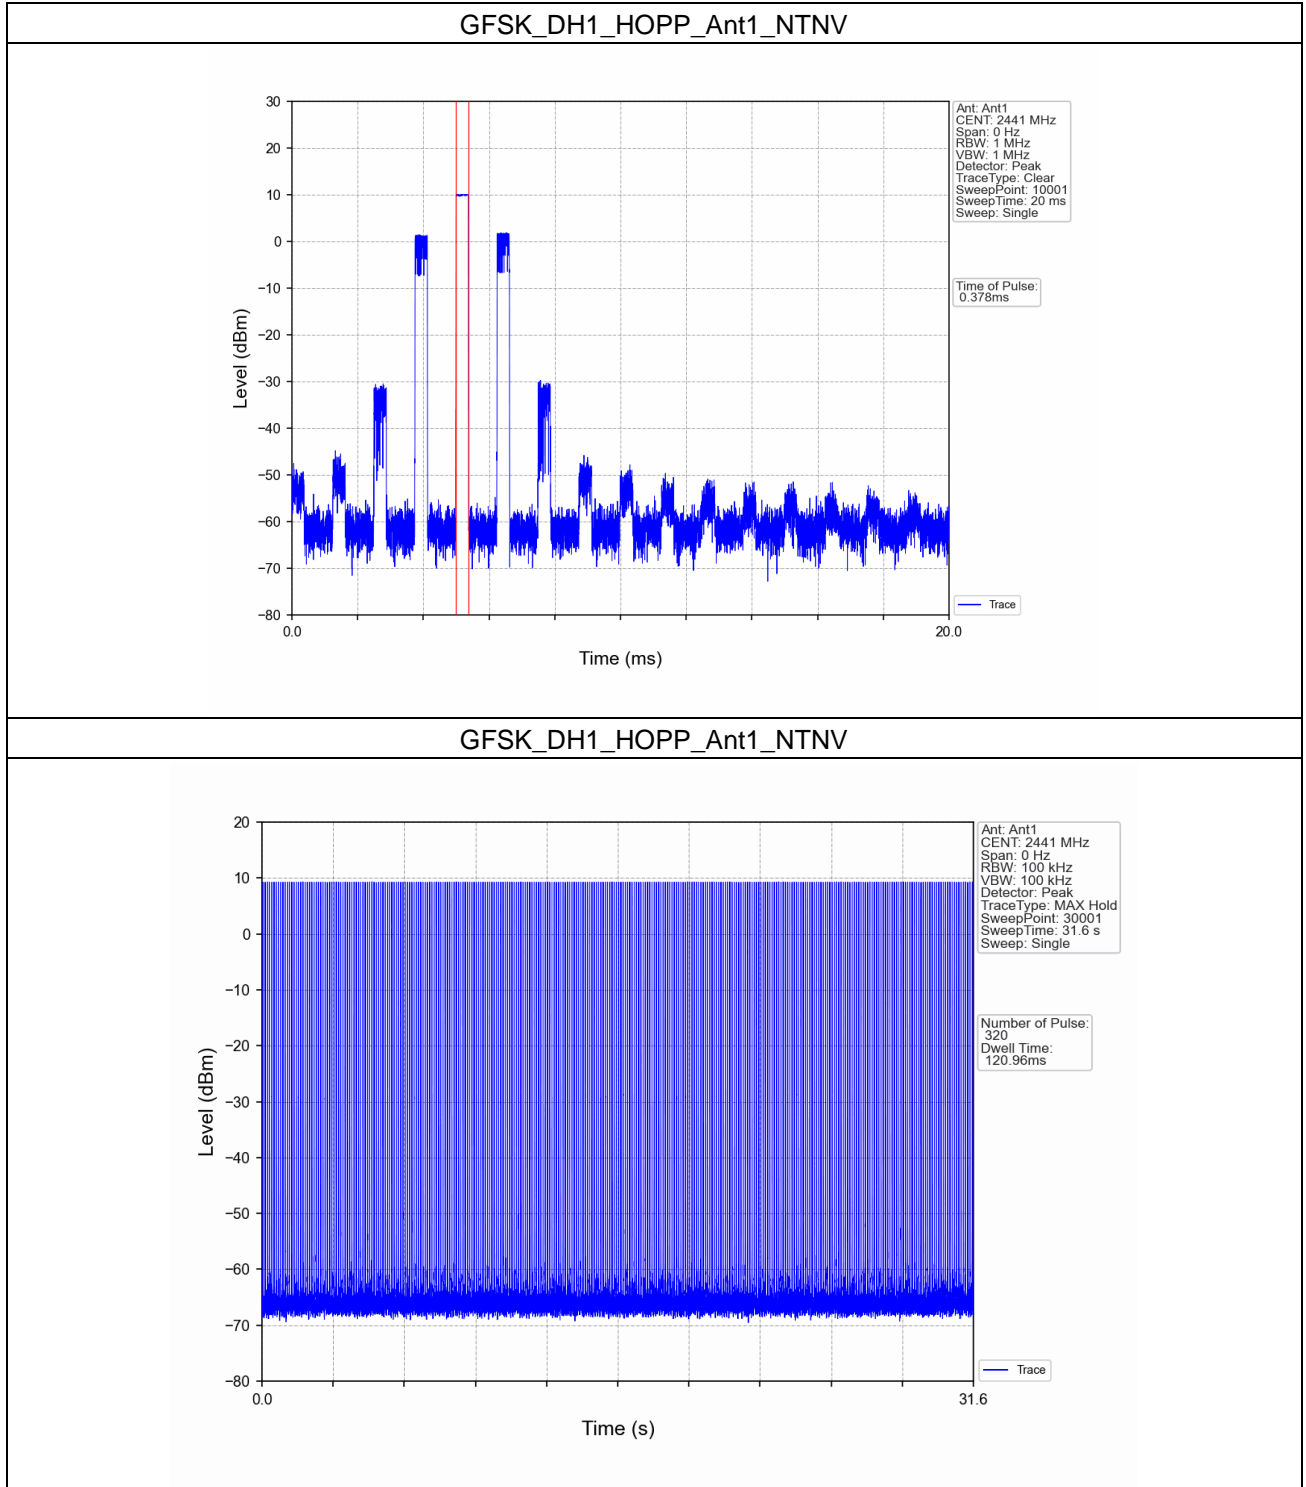 GFSK_DH1_HOPP_Ant1_NTNV
30
20
10
0
−10
−20
−30
−40
−50
−60
−70
−80
Level (dBm)
0.0
20.0
Time (ms)
Ant: Ant1
CENT: 2441 MHz
Span: 0 Hz
RBW: 1 MHz
VBW: 1 MHz
Detector: Peak
TraceType: Clear
SweepPoint: 10001
SweepTime: 20 ms
Sweep: Single
Time of Pulse:
0.378ms
Trace
GFSK_DH1_HOPP_Ant1_NTNV
20
10
0
−10
−20
−30
−40
−50
−60
−70
−80
Level (dBm)
0.0
31.6
Time (s)
Ant: Ant1
CENT: 2441 MHz
Span: 0 Hz
RBW: 100 kHz
VBW: 100 kHz
Detector: Peak
TraceType: MAX Hold
SweepPoint: 30001
SweepTime: 31.6 s
Sweep: Single
Number of Pulse:
320
Dwell Time:
120.96ms
Trace